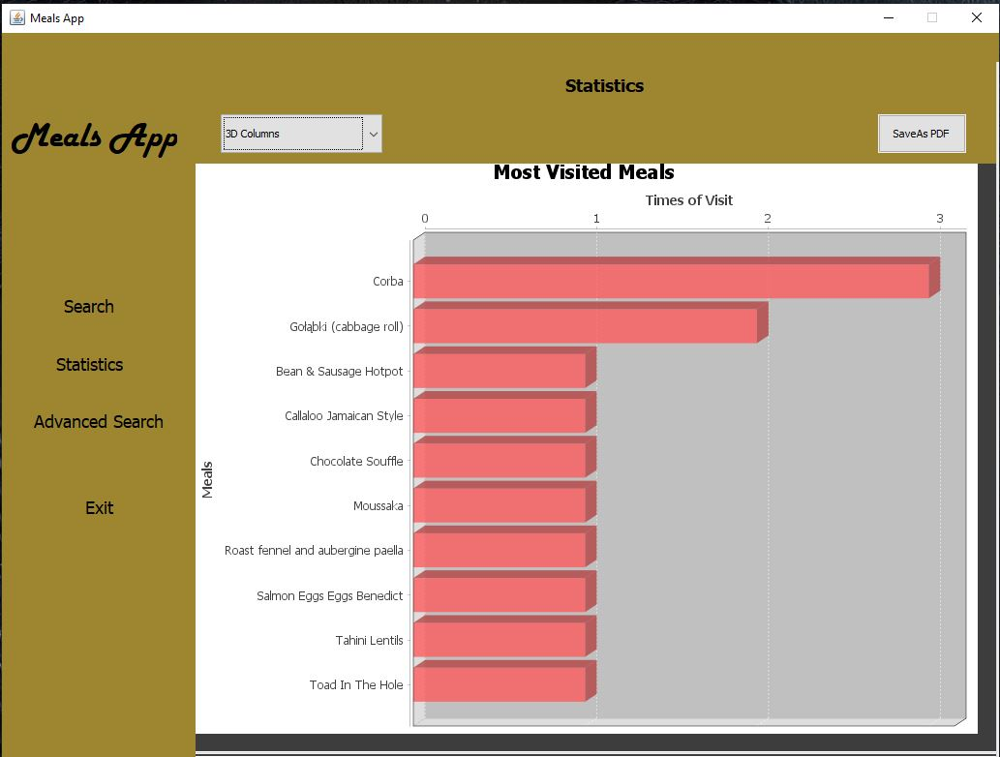 Meals App
Statistics
Meals App
3D Columns
SaveAs PDF
Most Visited Meals
Times of Visit
0 1 2 3
Search
Statistics
Advanced Search
Exit
Meals
Corba
Gołąbki (cabbage roll)
Bean & Sausage Hotpot
Callaloo Jamaican Style
Chocolate Souffle
Moussaka
Roast fennel and aubergine paella
Salmon Eggs Eggs Benedict
Tahini Lentils
Toad In The Hole